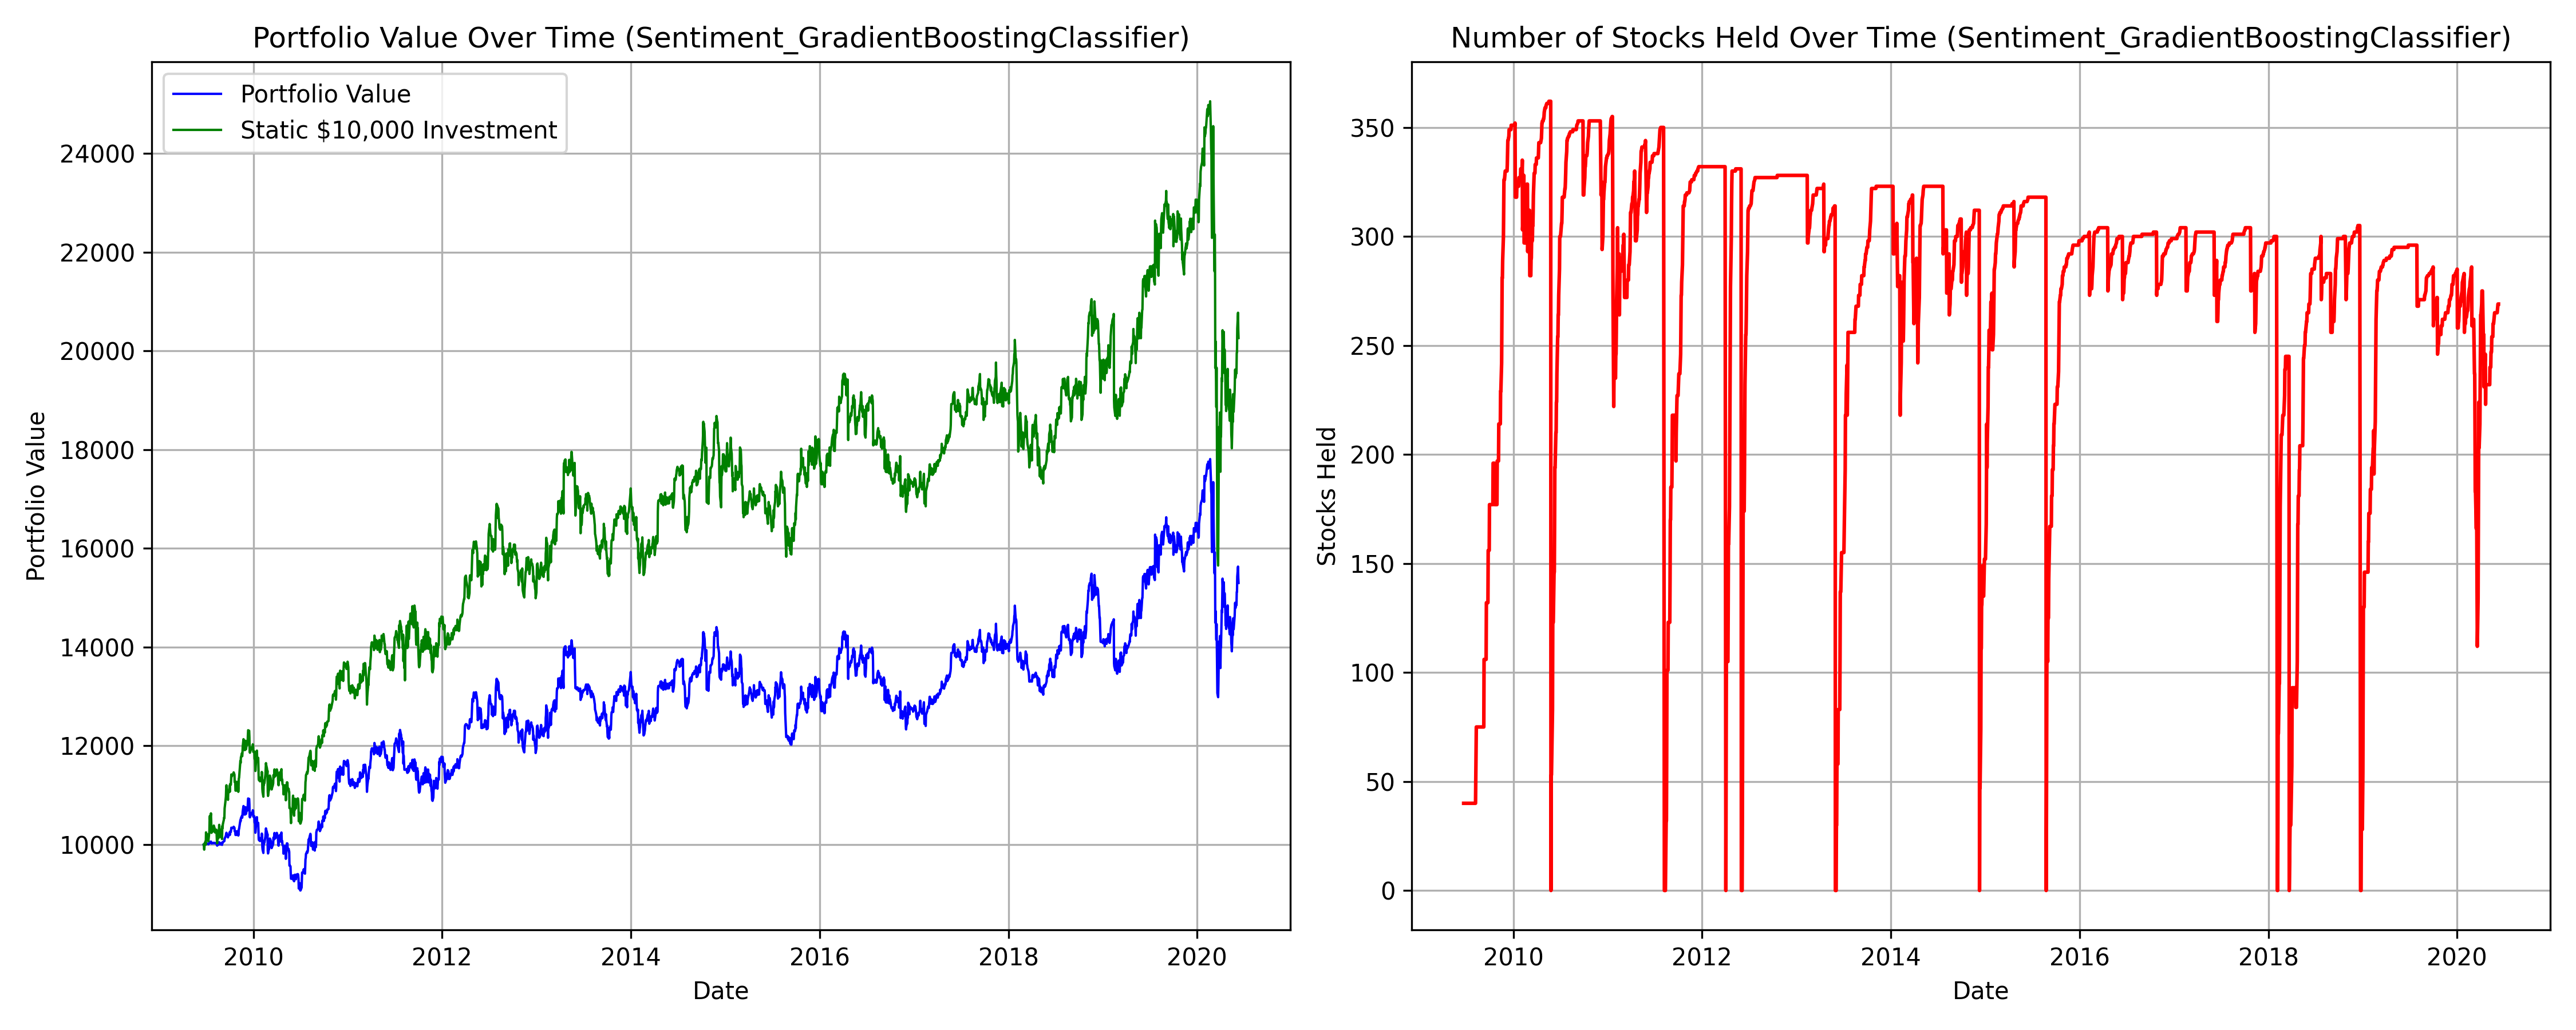 Portfolio Value Over Time (Sentiment_GradientBoostingClassifier)
Portfolio Value
Static $10,000 Investment
Portfolio Value
24000
22000
20000
18000
16000
14000
12000
10000
2010 2012 2014 2016 2018 2020
Date
Number of Stocks Held Over Time (Sentiment_GradientBoostingClassifier)
Stocks Held
350
300
250
200
150
100
50
0
2010 2012 2014 2016 2018 2020
Date